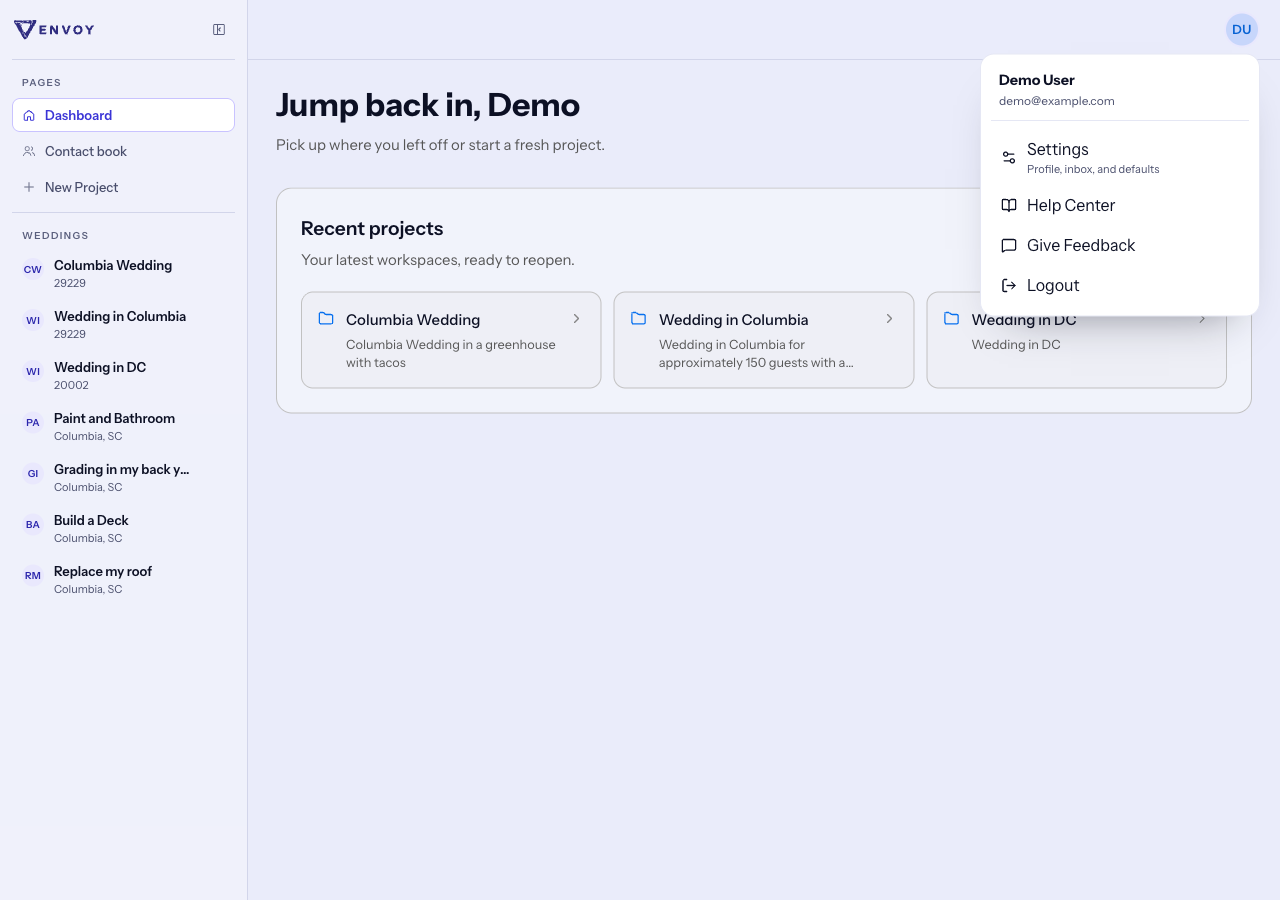 ENVOY
PAGES
Dashboard
Contact book
New Project
WEDDINGS
CW
Columbia Wedding
29229
WI
Wedding in Columbia
29229
WI
Wedding in DC
20002
PA
Paint and Bathroom
Columbia, SC
GI
Grading in my back y...
Columbia, SC
BA
Build a Deck
Columbia, SC
RM
Replace my roof
Columbia, SC
DU
Demo User
demo@example.com
Settings
Profile, inbox, and defaults
Help Center
Give Feedback
Logout
Jump back in, Demo
Pick up where you left off or start a fresh project.
Recent projects
Your latest workspaces, ready to reopen.
Columbia Wedding
Columbia Wedding in a greenhouse
with tacos
Wedding in Columbia
Wedding in Columbia for
approximately 150 guests with a...
Wedding in DC
Wedding in DC